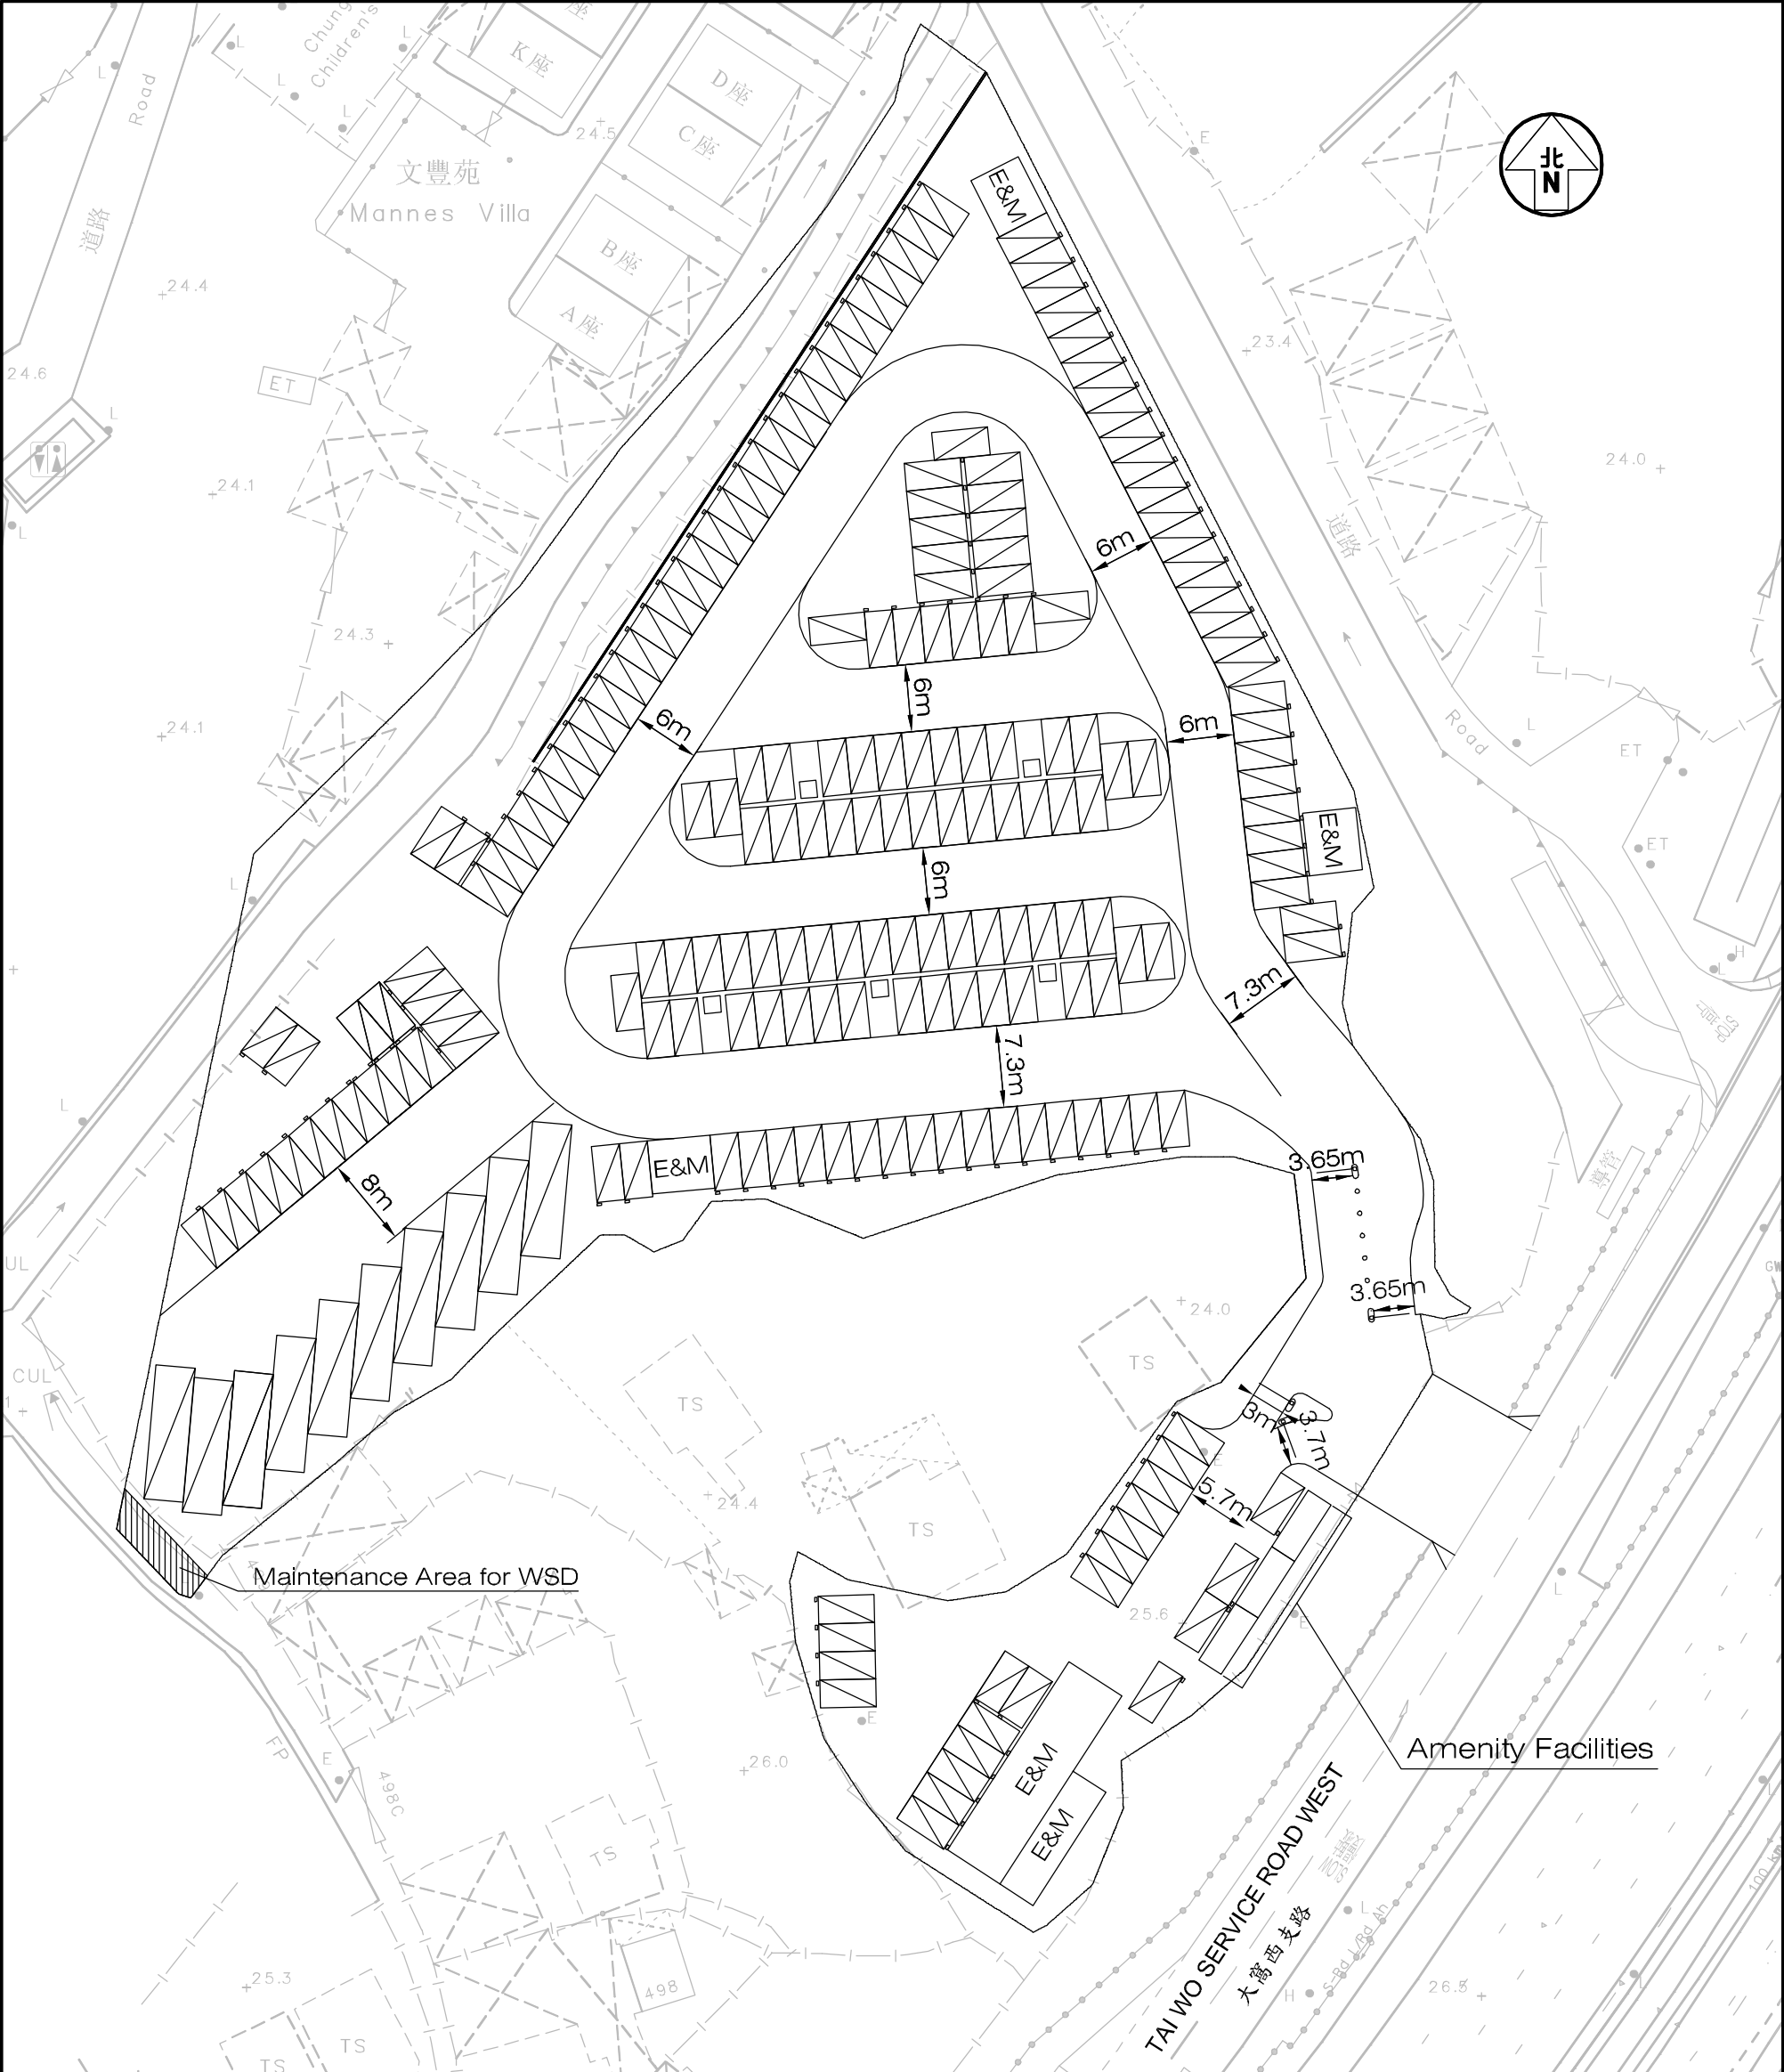 Chung
Children's
座
K座
D座
C座
24.5
文豐苑
Mannes Villa
B座
A座
Road
道路
24.4
24.6
ET
24.1
24.3
24.1
L
L
L
L
L
L
L
L
E
北
N
23.4
24.0
道路
Road
L
ET
ET
H
L
E&M
6m
6m
6m
6m
6m
E&M
7.3m
7.3m
E&M
8m
3.65m
3.65m
3m
3.7m
5.7m
UL
CUL
24.0
TS
TS
TS
24.4
25.6
26.0
E
E
E
Maintenance Area for WSD
Amenity Facilities
E&M
E&M
FP
498C
TS
498
25.3
TS
TS
TAI WO SERVICE ROAD WEST
大窩西支路
S-Bd
H
L
L
L
26.5
100 km